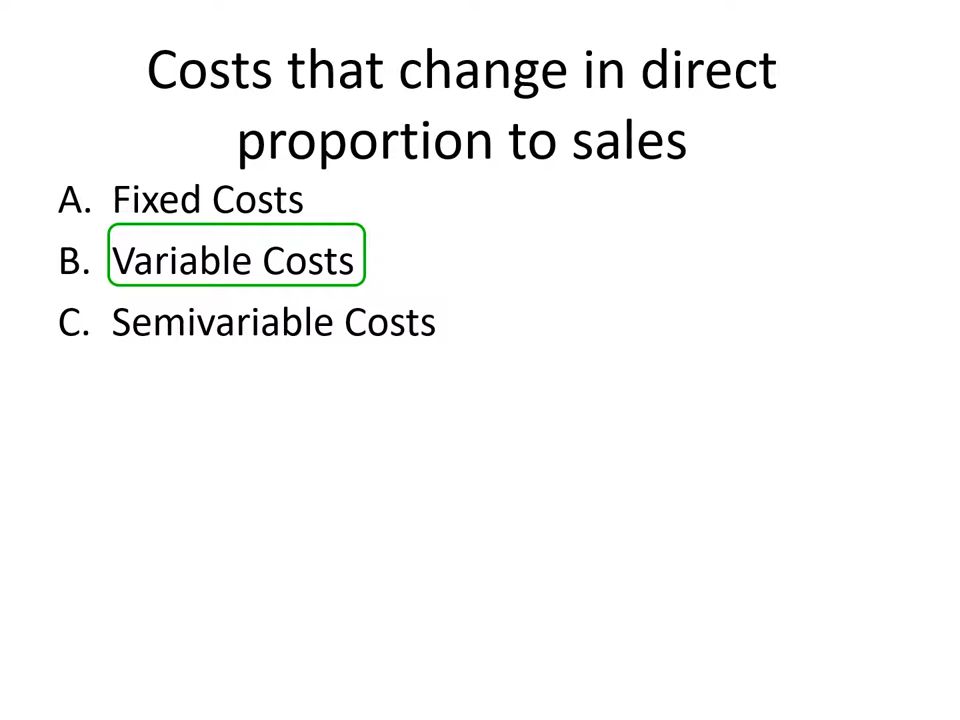 Costs that change in direct
proportion to sales
A. Fixed Costs
B. Variable Costs
C. Semivariable Costs